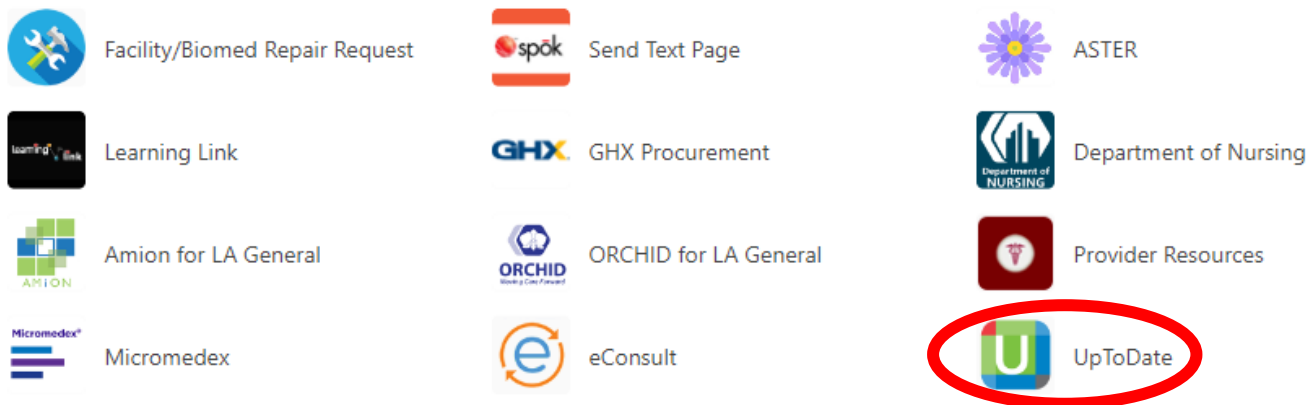 Facility/Biomed Repair Request
spōk
Send Text Page
ASTER
learning link
Learning Link
GHX
GHX Procurement
Department of NURSING
Department of Nursing
AMiON
Amion for LA General
ORCHID
Moving Care Forward
ORCHID for LA General
Provider Resources
Micromedex®
Micromedex
e
eConsult
U
UpToDate